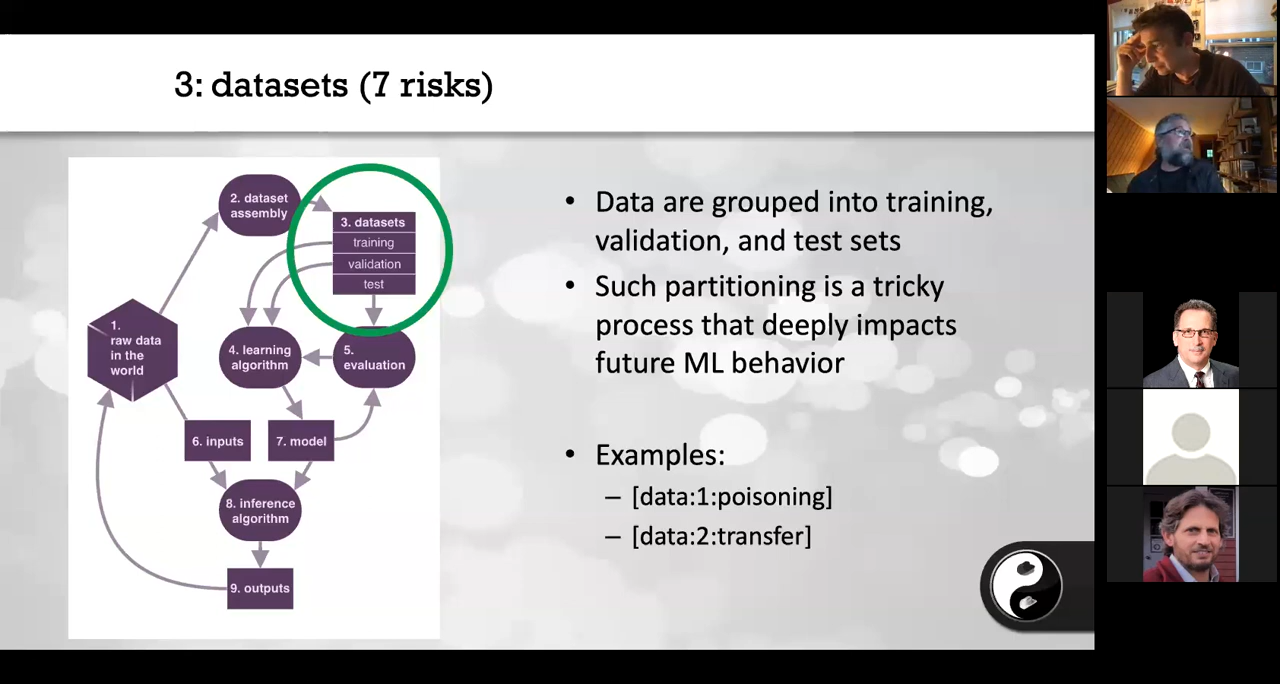 3: datasets (7 risks)
2. dataset
assembly
3. datasets
training
validation
test
1.
raw data
in the
world
4. learning
algorithm
5.
evaluation
6. inputs
7. model
8. inference
algorithm
9. outputs
• Data are grouped into training,
validation, and test sets
• Such partitioning is a tricky
process that deeply impacts
future ML behavior
• Examples:
– [data:1:poisoning]
– [data:2:transfer]